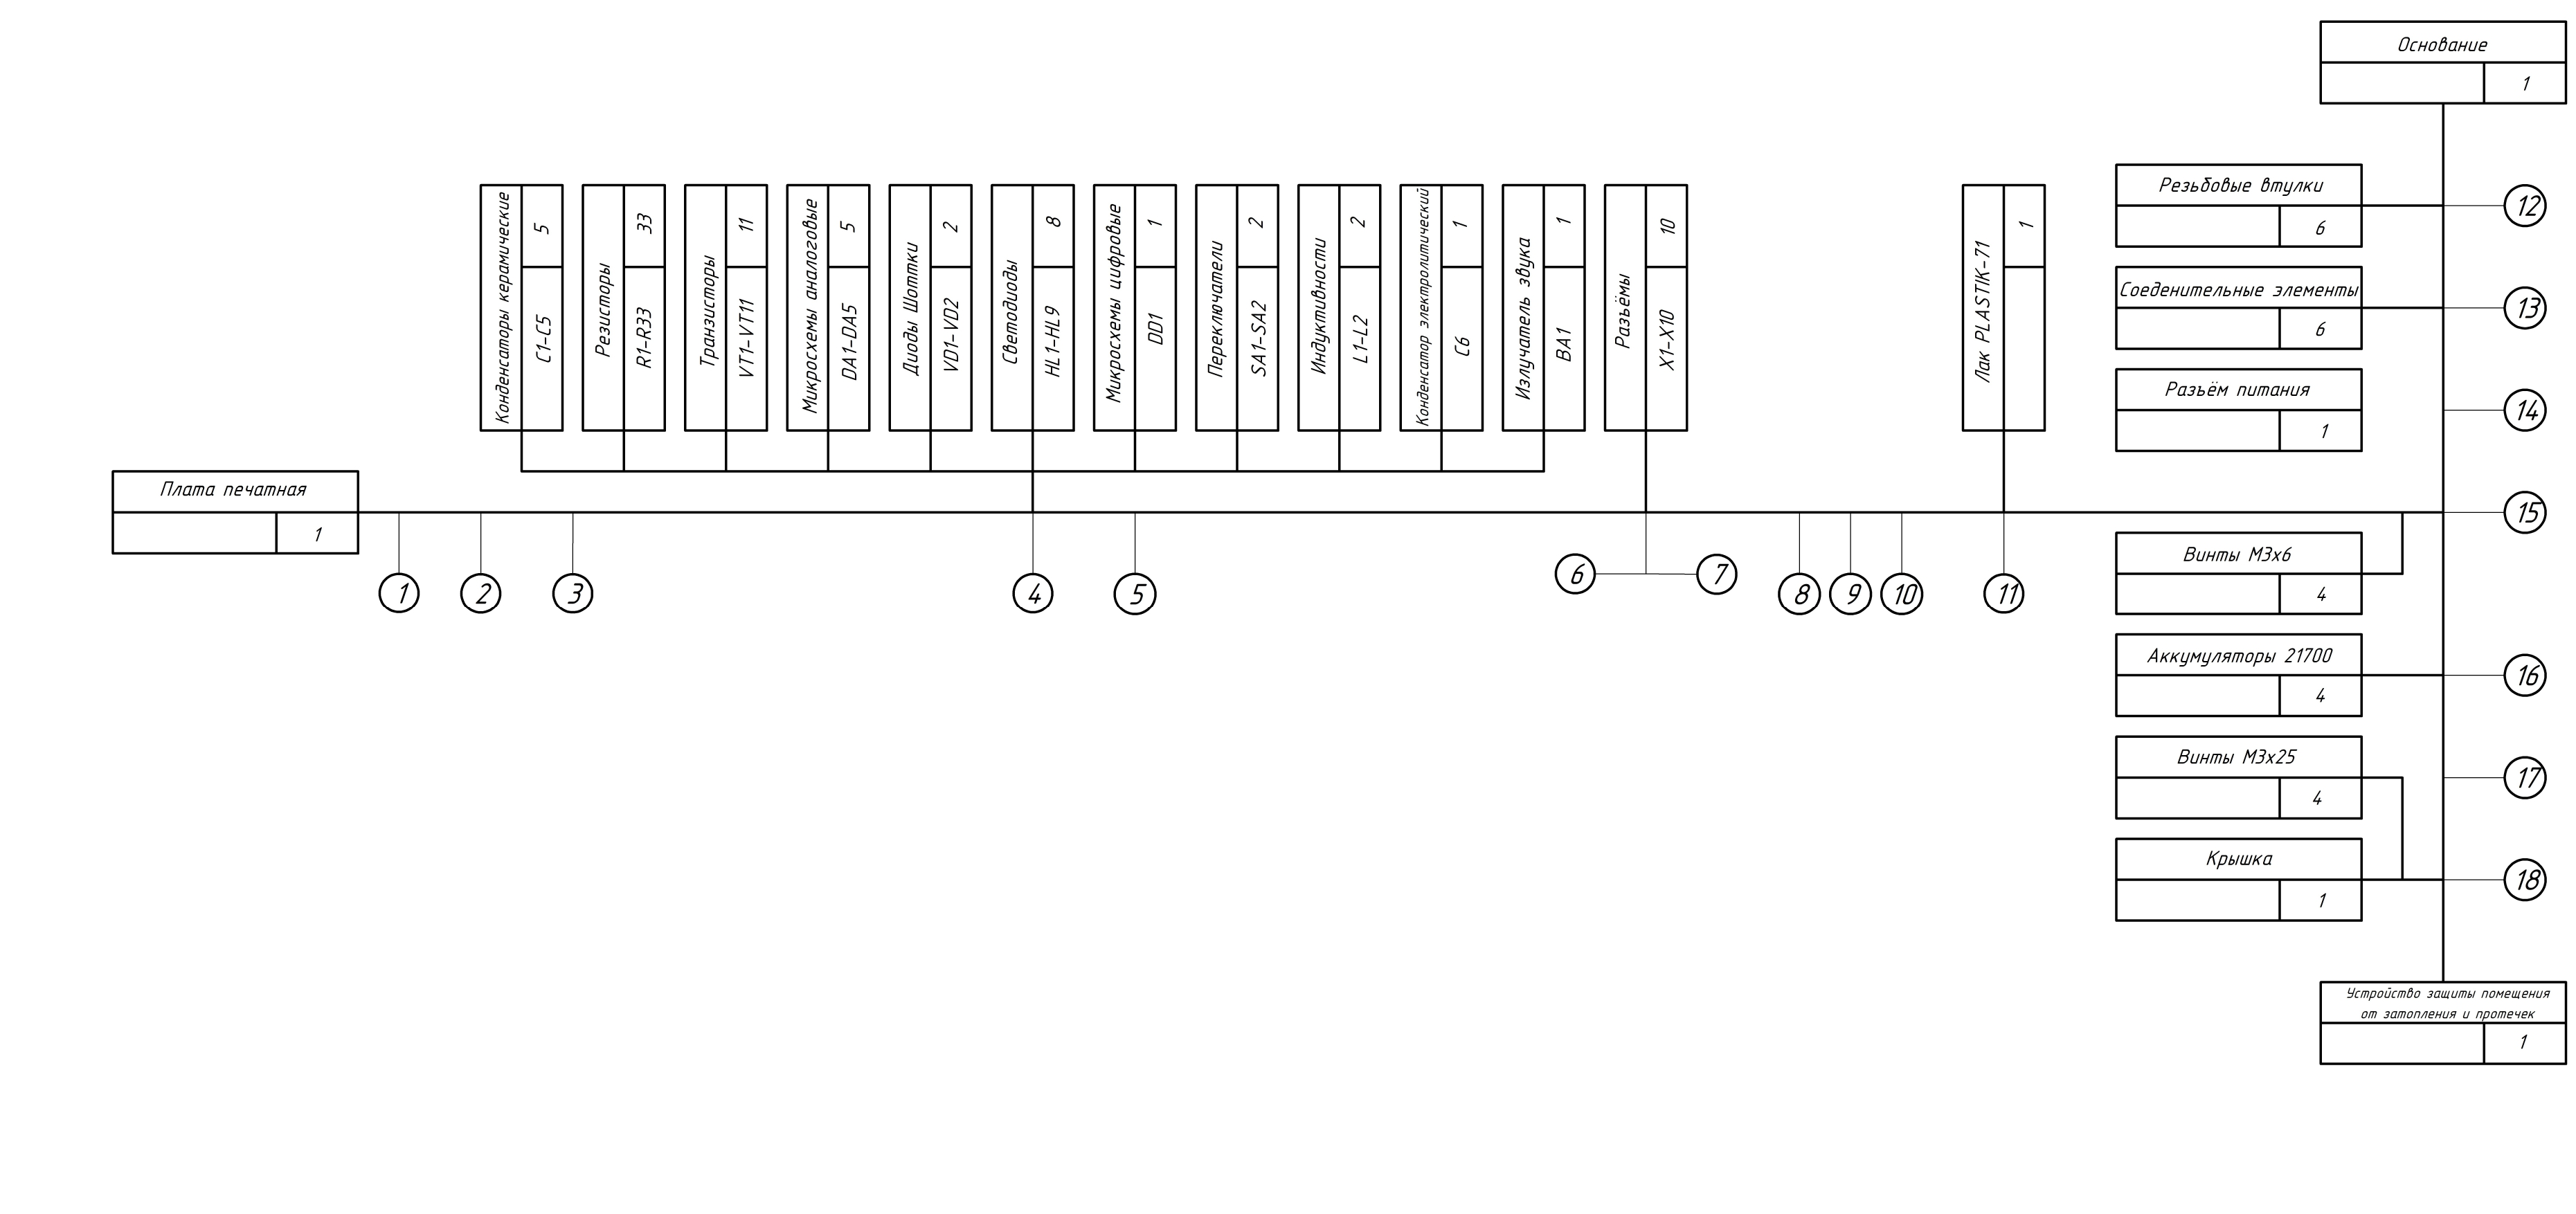 Основание
1
Конденсаторы керамические
5
C1-C5
Резисторы
33
R1-R33
Транзисторы
11
VT1-VT11
Микросхемы аналоговые
5
DA1-DA5
Диоды Шоттки
2
VD1-VD2
Светодиоды
8
HL1-HL9
Микросхемы цифровые
1
DD1
Переключатели
2
SA1-SA2
Индуктивности
2
L1-L2
Конденсатор электролитический
1
C6
Излучатель звука
1
BA1
Разъёмы
10
X1-X10
Лак PLASTIK-71
1
Резьбовые втулки
6
12
Соеденительные элементы
6
13
Разъём питания
1
14
Плата печатная
1
15
1
2
3
4
5
6
7
8
9
10
11
Винты М3х6
4
Аккумуляторы 21700
4
16
Винты М3х25
4
17
Крышка
1
18
Устройство защиты помещения
от затопления и протечек
1